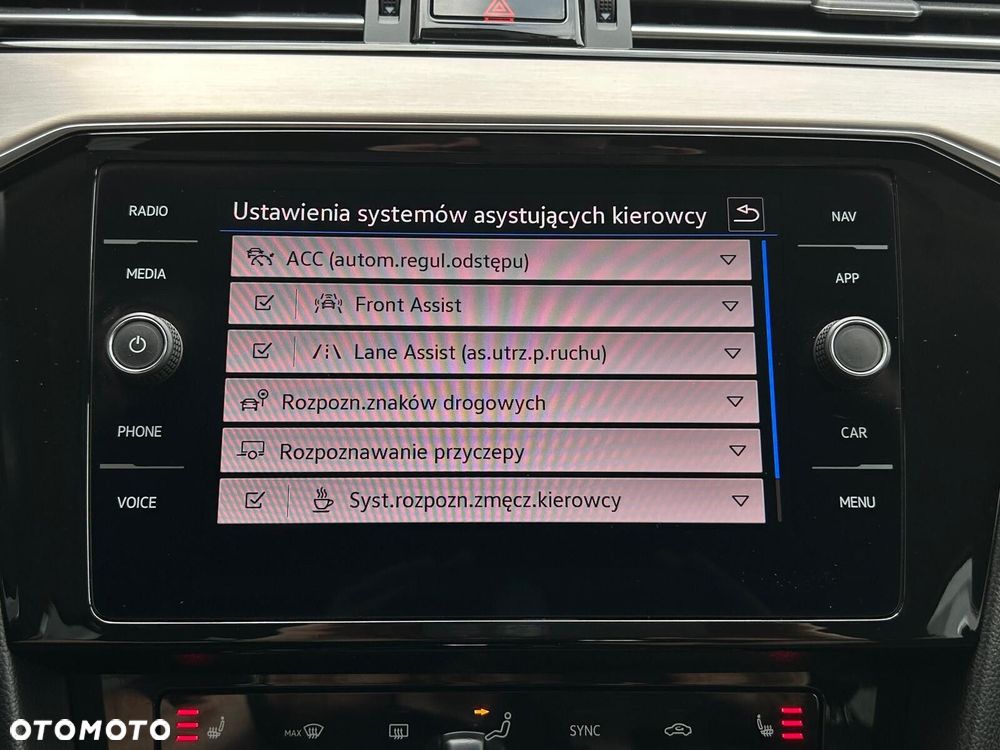 RADIO
MEDIA
PHONE
VOICE
Ustawienia systemów asystujących kierowcy
ACC (autom.regul.odstępu)
Front Assist
Lane Assist (as.utrz.p.ruchu)
Rozpozn.znaków drogowych
Rozpoznawanie przyczepy
Syst.rozpozn.zmęcz.kierowcy
NAV
APP
CAR
MENU
MAX
SYNC
OTOMOTO